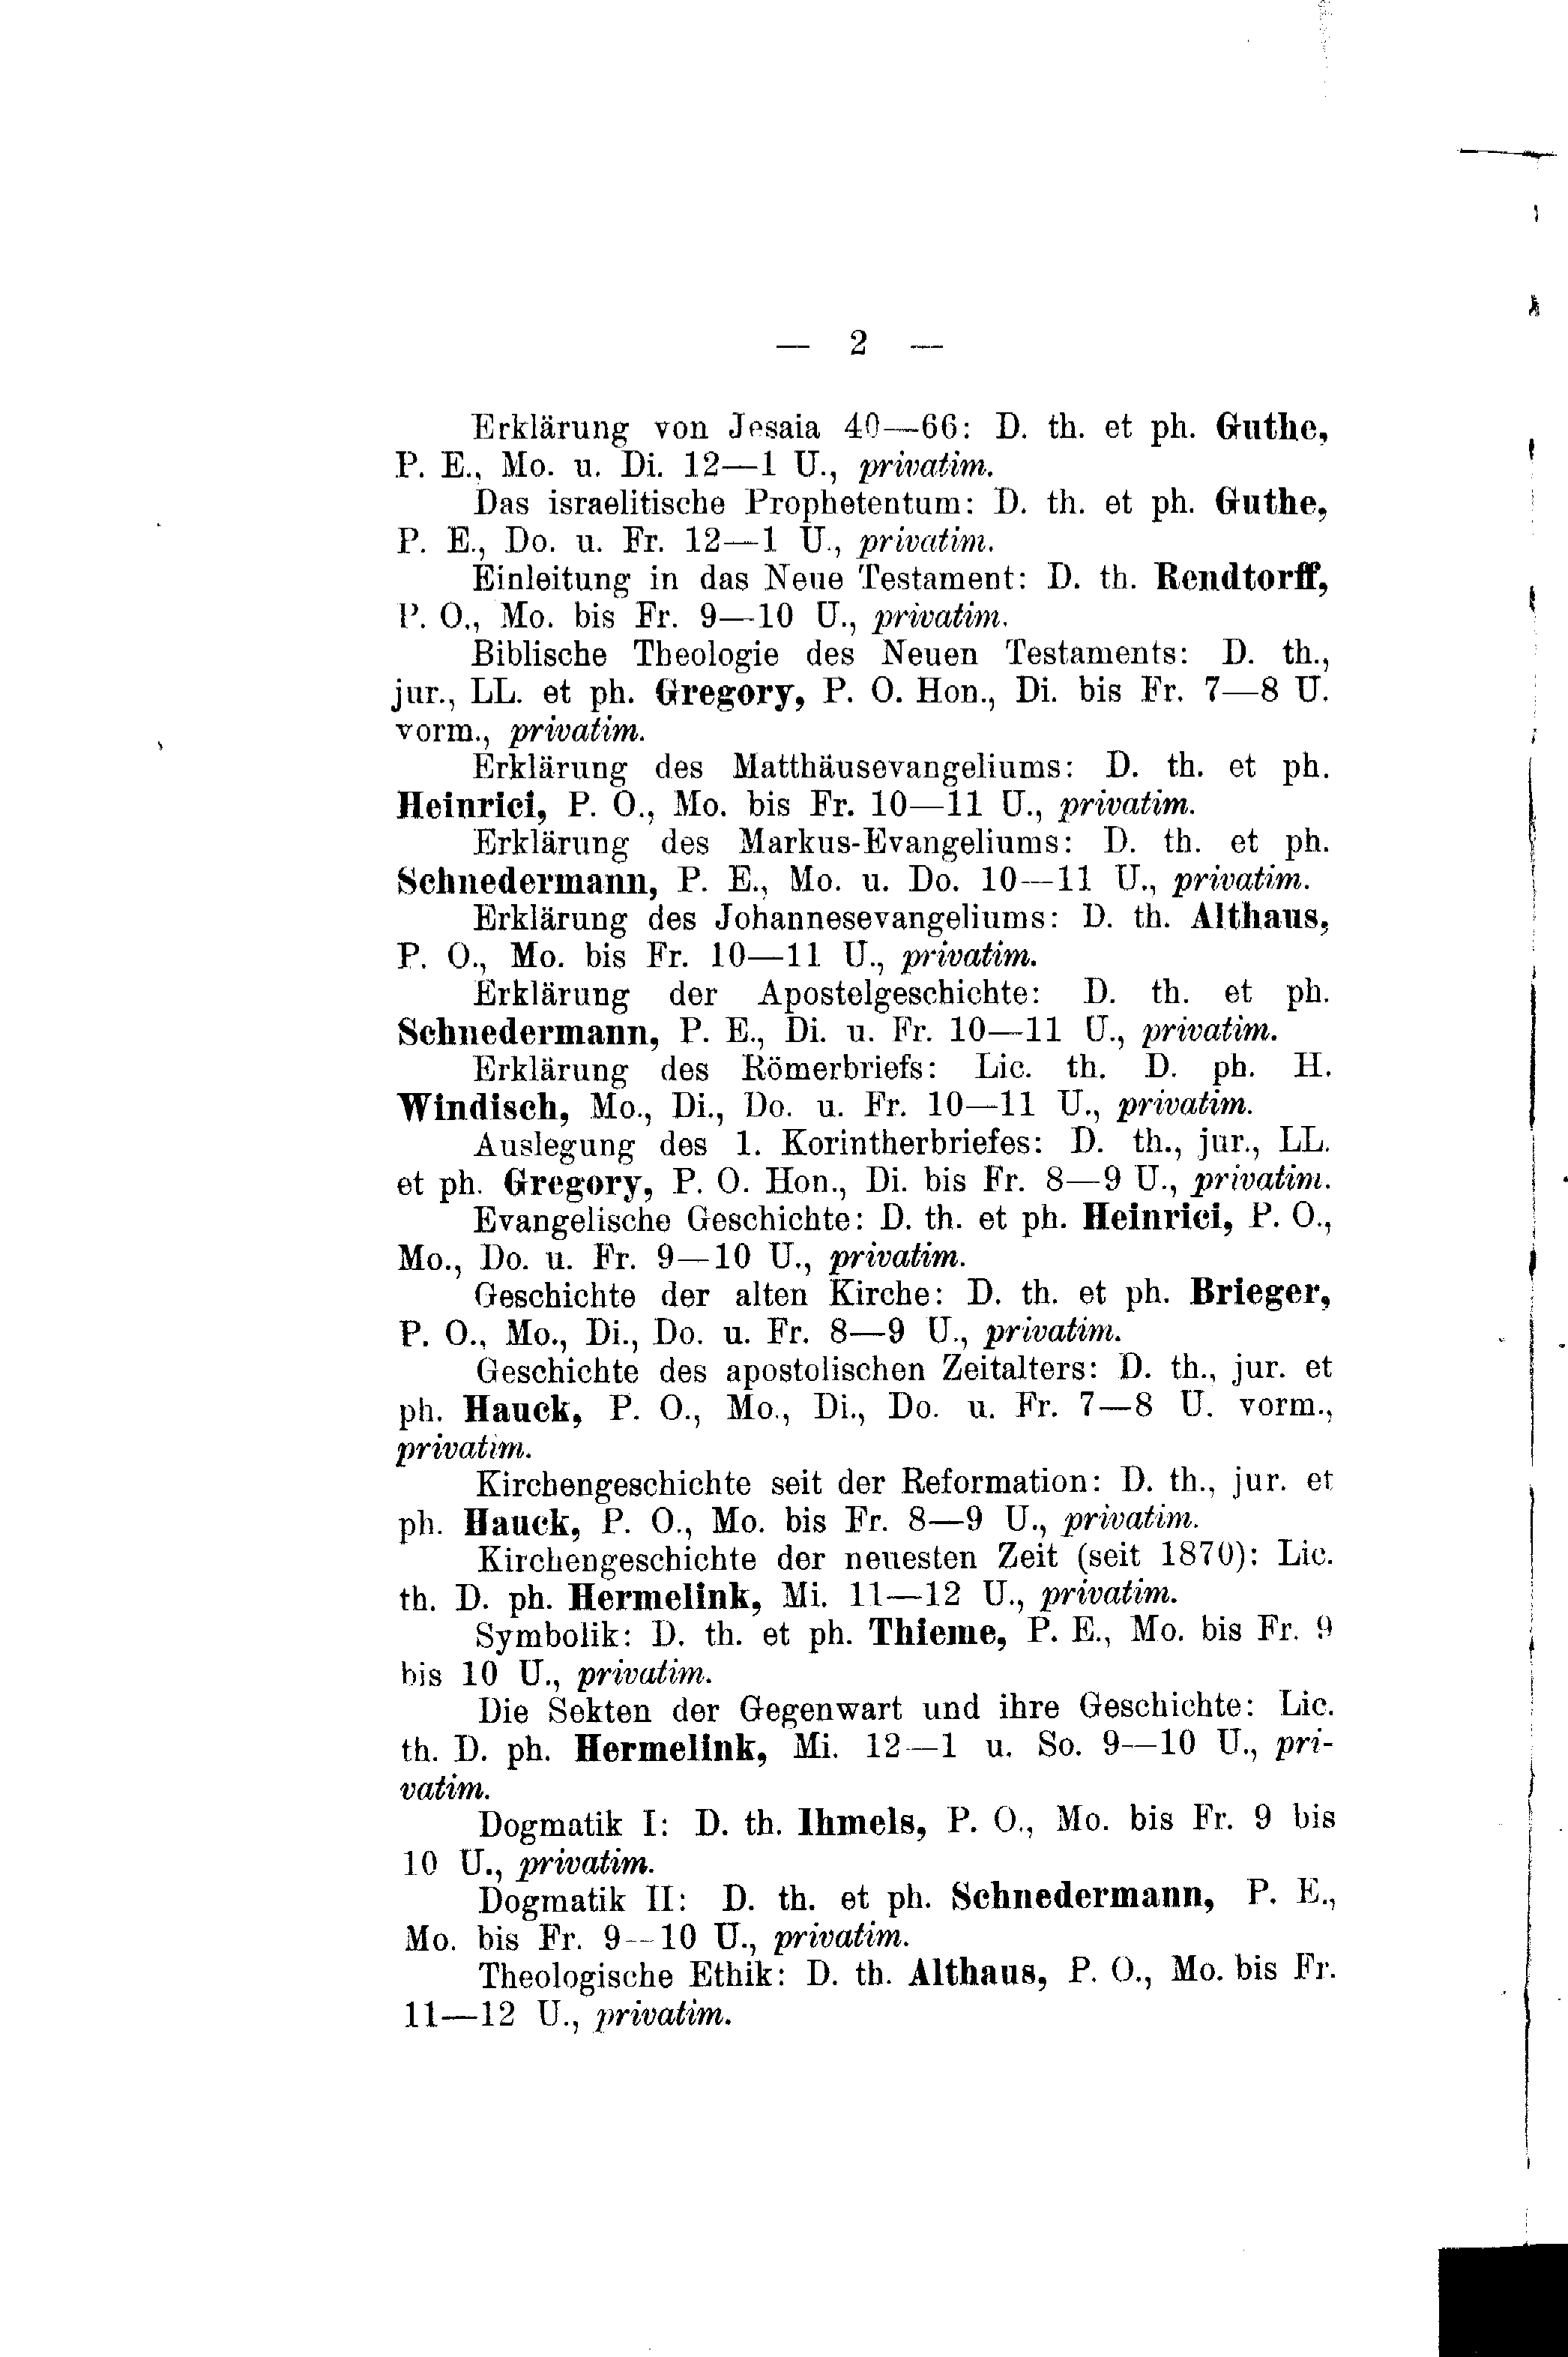 — 2 —
Erklärung von Jesaia 40—66: D. th. et ph. Guthe,
P. E., Mo. u. Di. 12—1 U., privatim.
Das israelitische Prophetentum: D. th. et ph. Guthe,
P. E., Do. u. Fr. 12—1 U., privatim.
Einleitung in das Neue Testament: D. th. Rendtorff,
P. O., Mo. bis Fr. 9—10 U., privatim.
Biblische Theologie des Neuen Testaments: D. th.,
jur., LL. et ph. Gregory, P. O. Hon., Di. bis Fr. 7—8 U.
vorm., privatim.
Erklärung des Matthäusevangeliums: D. th. et ph.
Heinrici, P. O., Mo. bis Fr. 10—11 U., privatim.
Erklärung des Markus-Evangeliums: D. th. et ph.
Schnedermann, P. E., Mo. u. Do. 10—11 U., privatim.
Erklärung des Johannesevangeliums: D. th. Althaus,
P. O., Mo. bis Fr. 10—11 U., privatim.
Erklärung der Apostelgeschichte: D. th. et ph.
Schnedermann, P. E., Di. u. Fr. 10—11 U., privatim.
Erklärung des Römerbriefs: Lic. th. D. ph. H.
Windisch, Mo., Di., Do. u. Fr. 10—11 U., privatim.
Auslegung des 1. Korintherbriefes: D. th., jur., LL.
et ph. Gregory, P. O. Hon., Di. bis Fr. 8—9 U., privatim.
Evangelische Geschichte: D. th. et ph. Heinrici, P. O.,
Mo., Do. u. Fr. 9—10 U., privatim.
Geschichte der alten Kirche: D. th. et ph. Brieger,
P. O., Mo., Di., Do. u. Fr. 8—9 U., privatim.
Geschichte des apostolischen Zeitalters: D. th., jur. et
ph. Hauck, P. O., Mo., Di., Do. u. Fr. 7—8 U. vorm.,
privatim.
Kirchengeschichte seit der Reformation: D. th., jur. et
ph. Hauck, P. O., Mo. bis Fr. 8—9 U., privatim.
Kirchengeschichte der neuesten Zeit (seit 1870): Lic.
th. D. ph. Hermelink, Mi. 11—12 U., privatim.
Symbolik: D. th. et ph. Thieme, P. E., Mo. bis Fr. 9
bis 10 U., privatim.
Die Sekten der Gegenwart und ihre Geschichte: Lic.
th. D. ph. Hermelink, Mi. 12—1 u. So. 9—10 U., pri-
vatim.
Dogmatik I: D. th. Ihmels, P. O., Mo. bis Fr. 9 bis
10 U., privatim.
Dogmatik II: D. th. et ph. Schnedermann, P. E.,
Mo. bis Fr. 9—10 U., privatim.
Theologische Ethik: D. th. Althaus, P. O., Mo. bis Fr.
11—12 U., privatim.